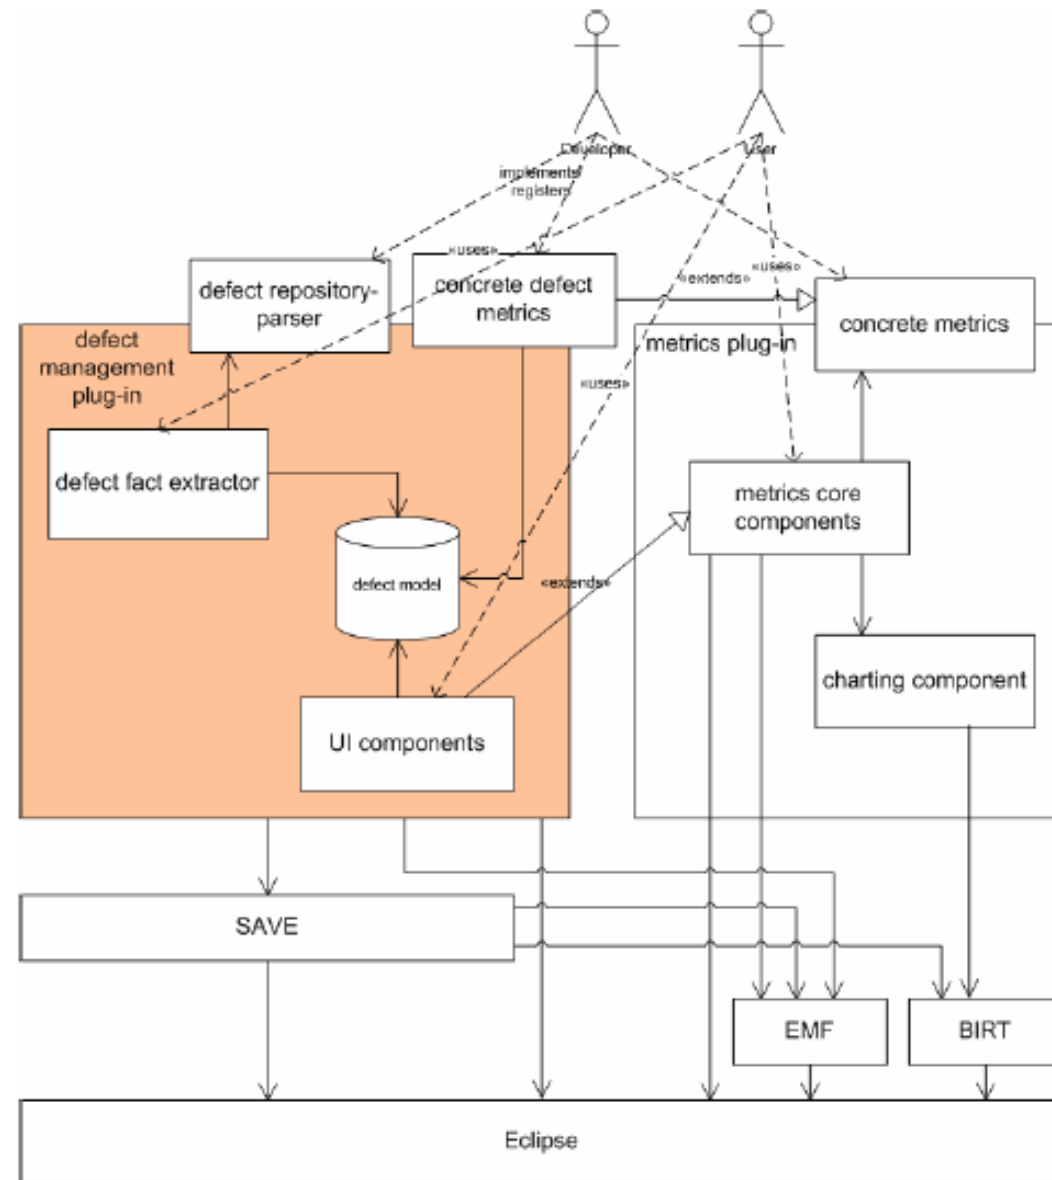 Developer
User
implements
registers
«uses»
defect repository-
parser
concrete defect
metrics
«extends»
«uses»
concrete metrics
defect
management
plug-in
metrics plug-in
«uses»
defect fact extractor
metrics core
components
defect model
«extends»
charting component
UI components
SAVE
EMF
BIRT
Eclipse